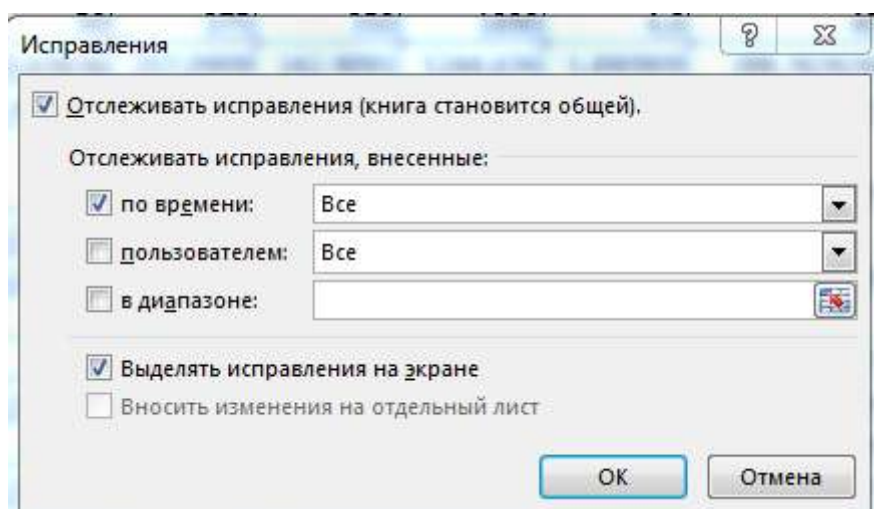 Исправления
Отслеживать исправления (книга становится общей).
Отслеживать исправления, внесенные:
по времени: Все
пользователем: Все
в диапазоне:
Выделять исправления на экране
Вносить изменения на отдельный лист
ОК Отмена